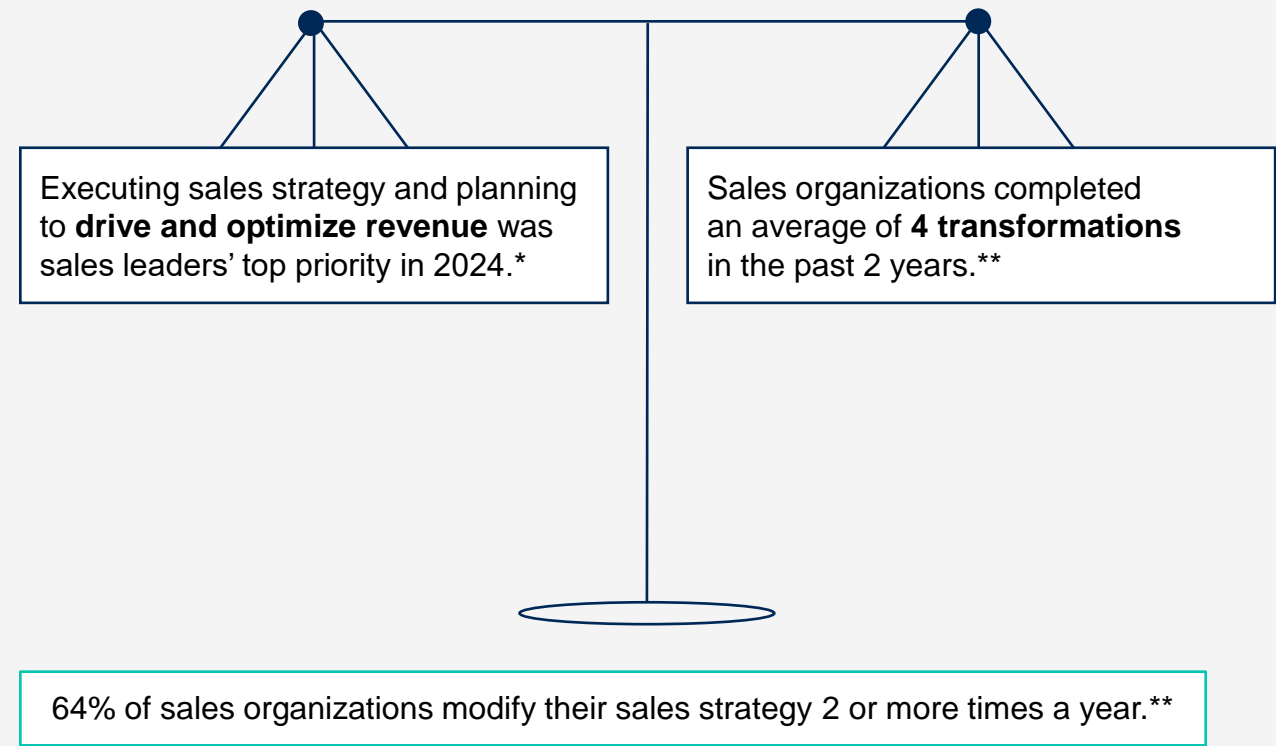 Executing sales strategy and planning
to drive and optimize revenue was
sales leaders’ top priority in 2024.*
Sales organizations completed
an average of 4 transformations
in the past 2 years.**
64% of sales organizations modify their sales strategy 2 or more times a year.**